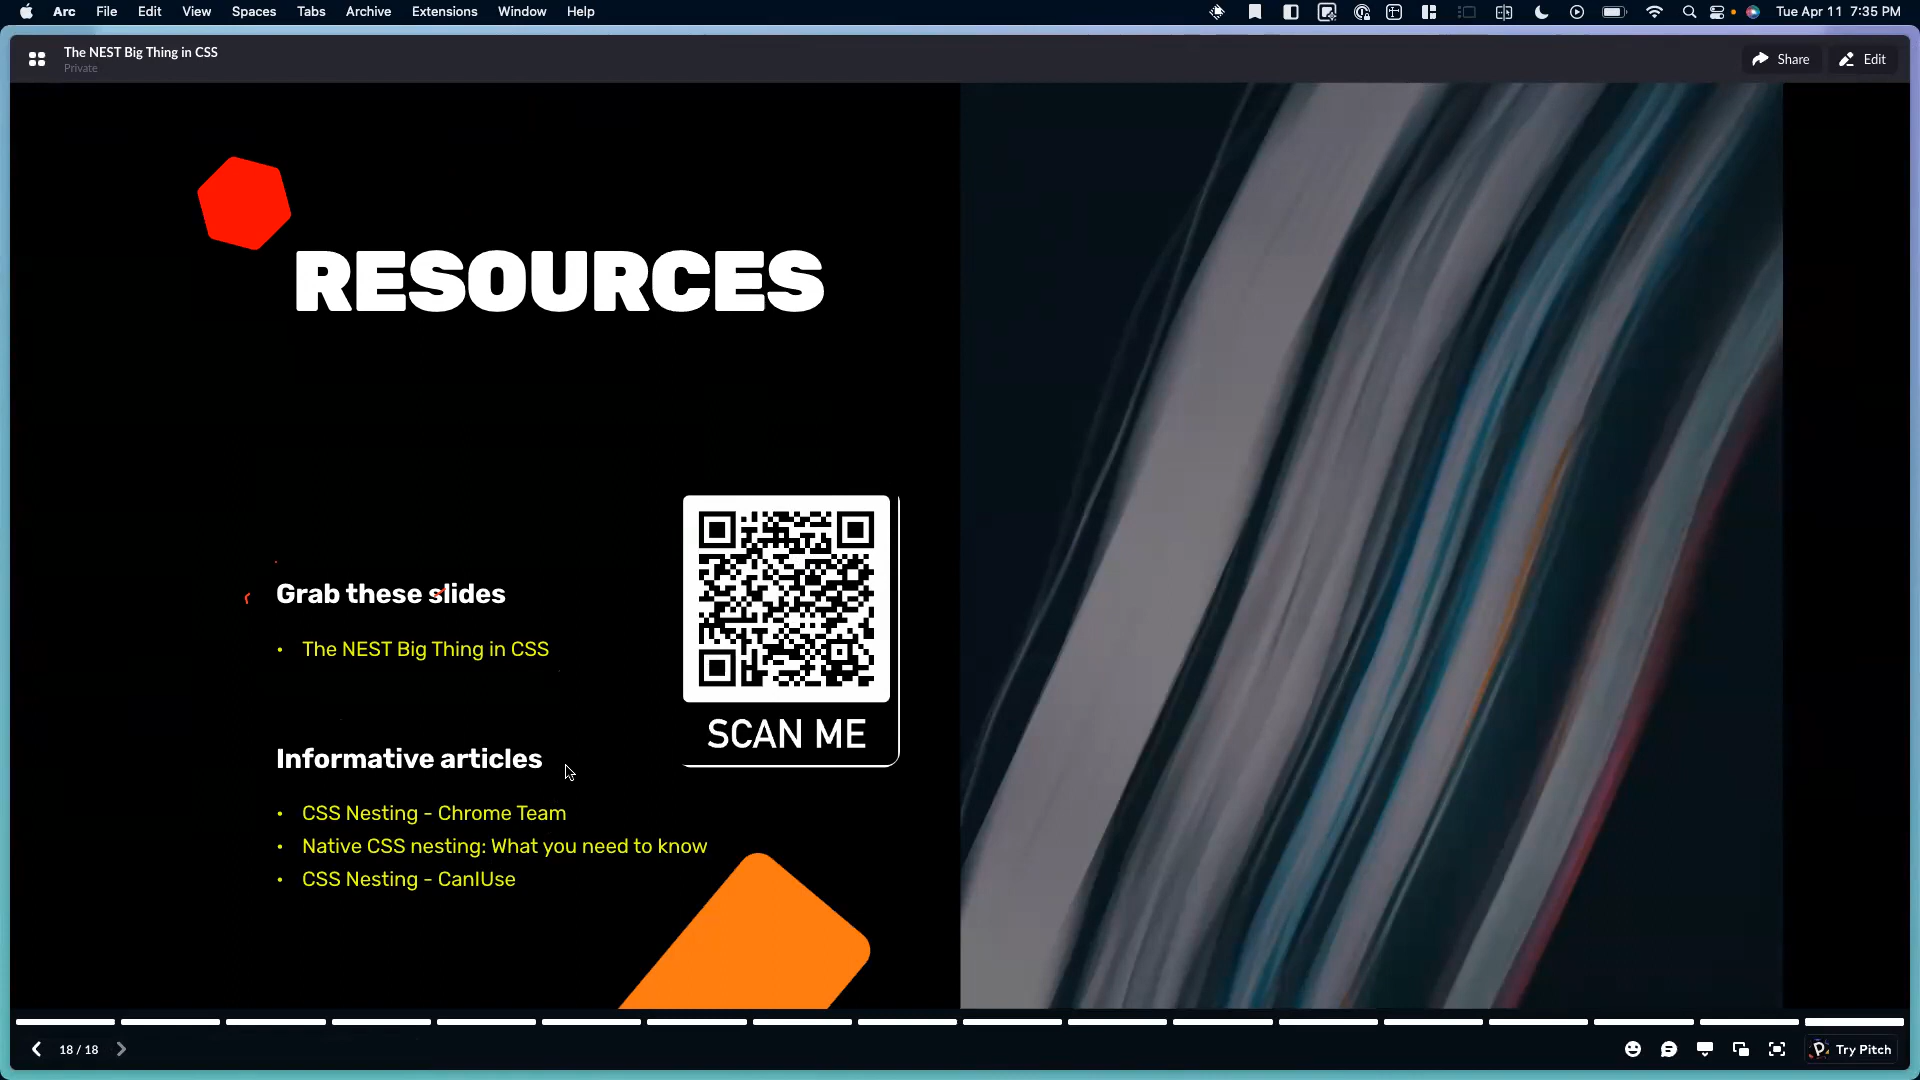 Arc File Edit View Spaces Tabs Archive Extensions Window Help
Tue Apr 11 7:35 PM
The NEST Big Thing in CSS
Private
Share
Edit
RESOURCES
Grab these slides
• The NEST Big Thing in CSS
SCAN ME
Informative articles
• CSS Nesting - Chrome Team
• Native CSS nesting: What you need to know
• CSS Nesting - CanIUse
18 / 18
Try Pitch